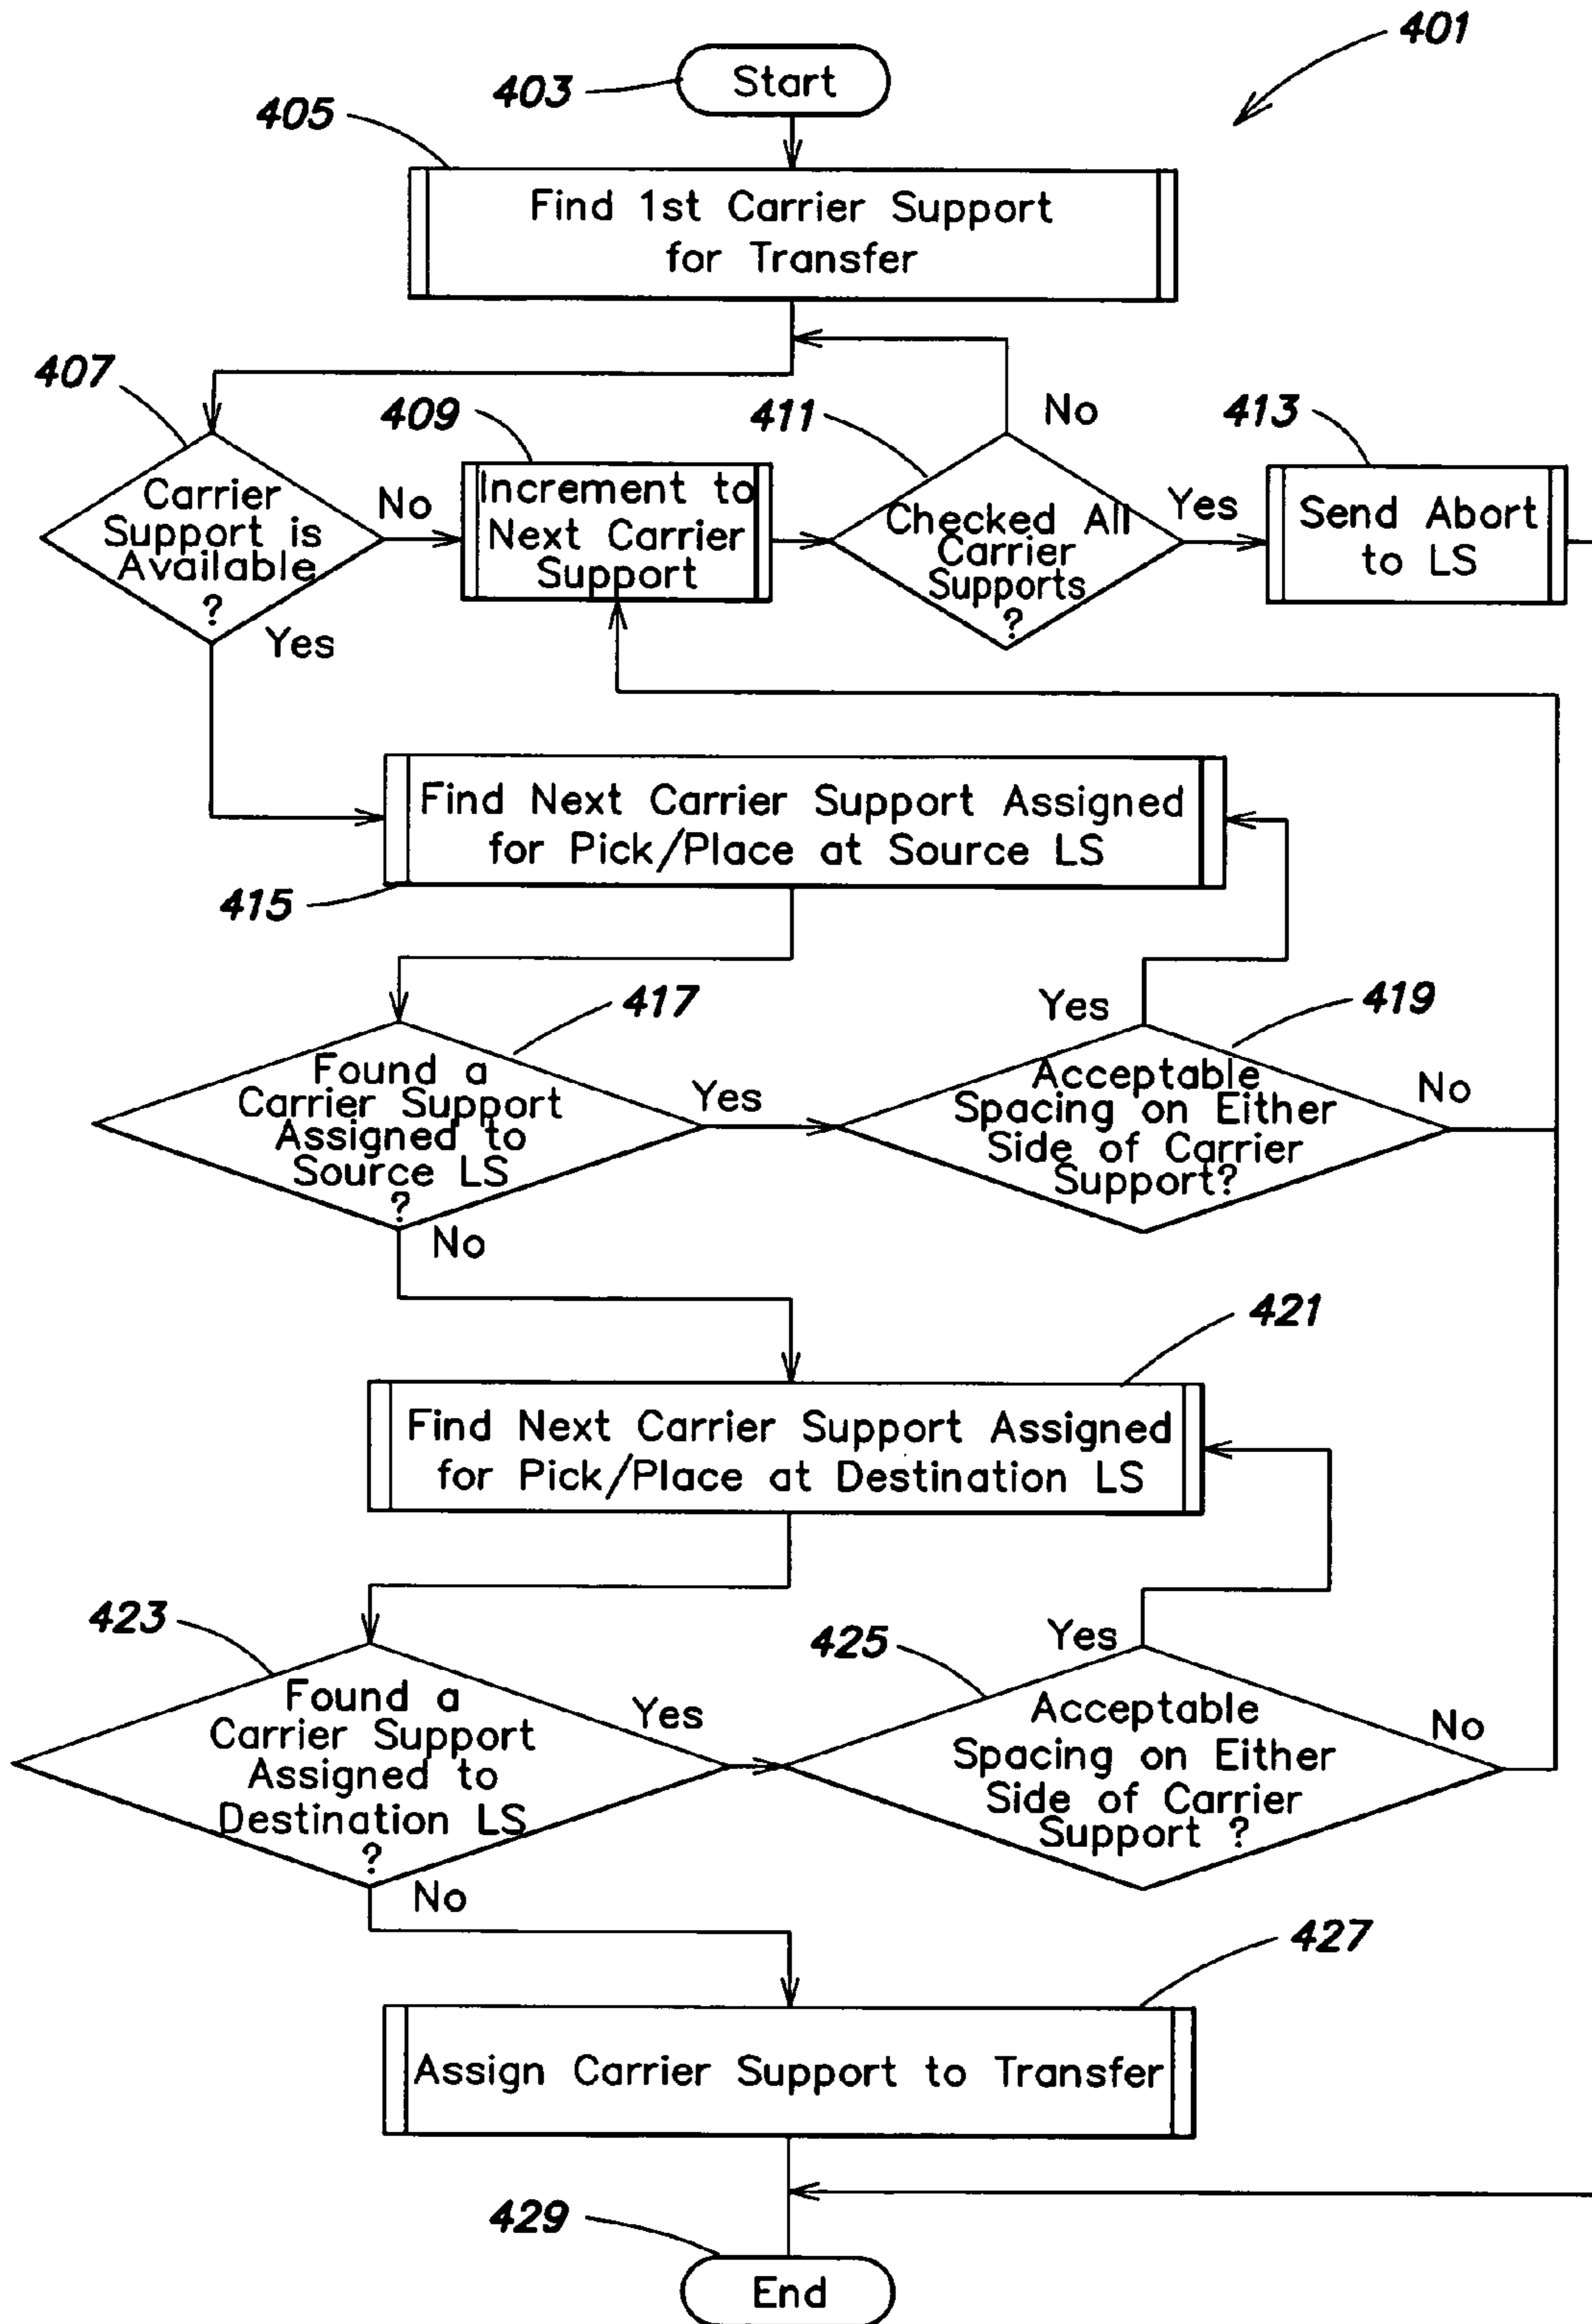 401
403
Start
405
Find 1st Carrier Support
for Transfer
407
409
411
No
413
Carrier
Support is
Available
?
No
Increment to
Next Carrier
Support
Checked All
Carrier
Supports
?
Yes
Send Abort
to LS
Yes
Find Next Carrier Support Assigned
for Pick/Place at Source LS
415
417
Yes
419
Found a
Carrier Support
Assigned to
Source LS
?
Yes
Acceptable
Spacing on Either
Side of Carrier
Support?
No
No
421
Find Next Carrier Support Assigned
for Pick/Place at Destination LS
423
425
Yes
Found a
Carrier Support
Assigned to
Destination LS
?
Yes
Acceptable
Spacing on Either
Side of Carrier
Support ?
No
No
427
Assign Carrier Support to Transfer
429
End